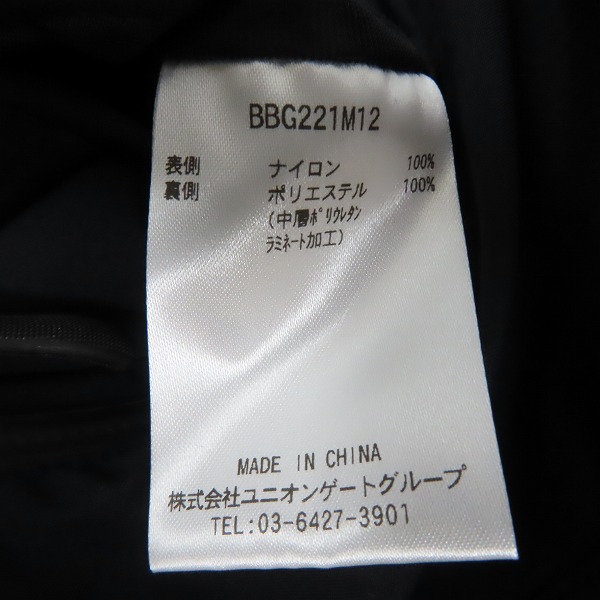 BBG221M12
表側 ナイロン 100%
裏側 ポリエステル 100%
(中層ポリウレタン
ラミネート加工)
MADE IN CHINA
株式会社ユニオンゲートグループ
TEL:03-6427-3901